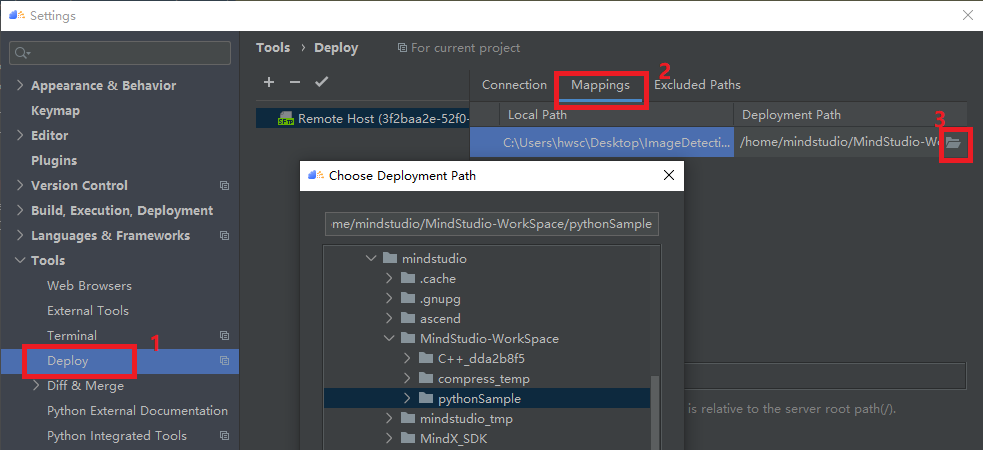 Settings
Tools › Deploy For current project
Appearance & Behavior
Keymap
Editor
Plugins
Version Control
Build, Execution, Deployment
Languages & Frameworks
Tools
Web Browsers
External Tools
Terminal
Deploy
Diff & Merge
Python External Documentation
Python Integrated Tools
1
SFTP Remote Host (3f2baa2e-52f0-
Connection Mappings Excluded Paths
2
Local Path Deployment Path
3
C:\Users\hwsc\Desktop\ImageDetecti... /home/mindstudio/MindStudio-Wo
Choose Deployment Path
me/mindstudio/MindStudio-WorkSpace/pythonSample
mindstudio
.cache
.gnupg
ascend
MindStudio-WorkSpace
C++_dda2b8f5
compress_temp
pythonSample
mindstudio_tmp
MindX_SDK
is relative to the server root path(/).